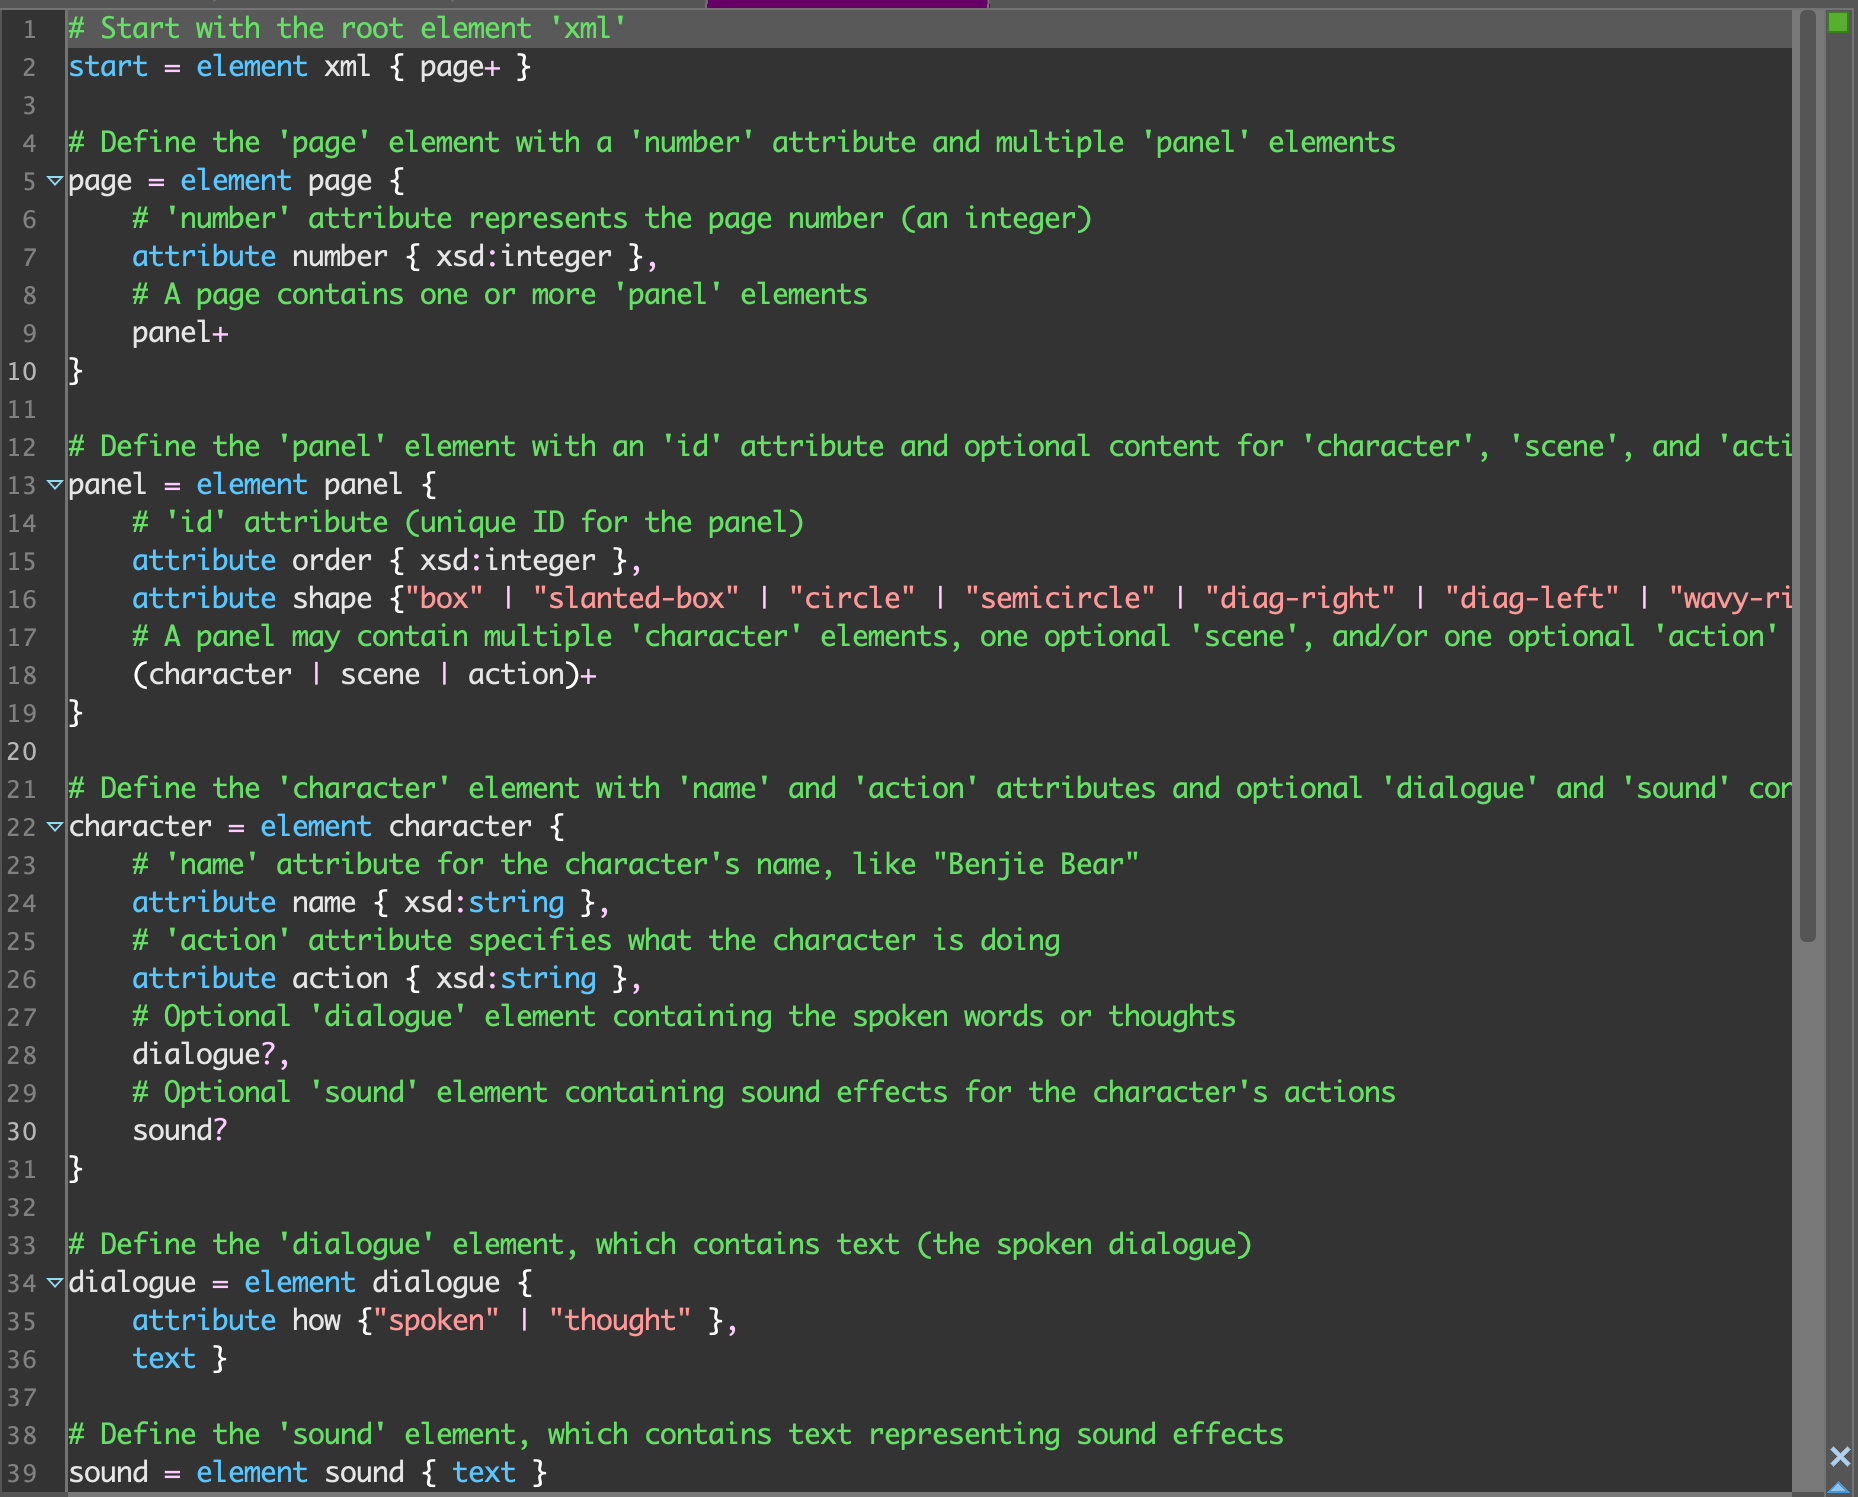 1 # Start with the root element 'xml'
2 start = element xml { page+ }
3
4 # Define the 'page' element with a 'number' attribute and multiple 'panel' elements
5 page = element page {
6     # 'number' attribute represents the page number (an integer)
7     attribute number { xsd:integer },
8     # A page contains one or more 'panel' elements
9     panel+
10 }
11
12 # Define the 'panel' element with an 'id' attribute and optional content for 'character', 'scene', and 'acti
13 panel = element panel {
14     # 'id' attribute (unique ID for the panel)
15     attribute order { xsd:integer },
16     attribute shape {"box" | "slanted-box" | "circle" | "semicircle" | "diag-right" | "diag-left" | "wavy-ri
17     # A panel may contain multiple 'character' elements, one optional 'scene', and/or one optional 'action'
18     (character | scene | action)+
19 }
20
21 # Define the 'character' element with 'name' and 'action' attributes and optional 'dialogue' and 'sound' con
22 character = element character {
23     # 'name' attribute for the character's name, like "Benjie Bear"
24     attribute name { xsd:string },
25     # 'action' attribute specifies what the character is doing
26     attribute action { xsd:string },
27     # Optional 'dialogue' element containing the spoken words or thoughts
28     dialogue?,
29     # Optional 'sound' element containing sound effects for the character's actions
30     sound?
31 }
32
33 # Define the 'dialogue' element, which contains text (the spoken dialogue)
34 dialogue = element dialogue {
35     attribute how {"spoken" | "thought" },
36     text }
37
38 # Define the 'sound' element, which contains text representing sound effects
39 sound = element sound { text }